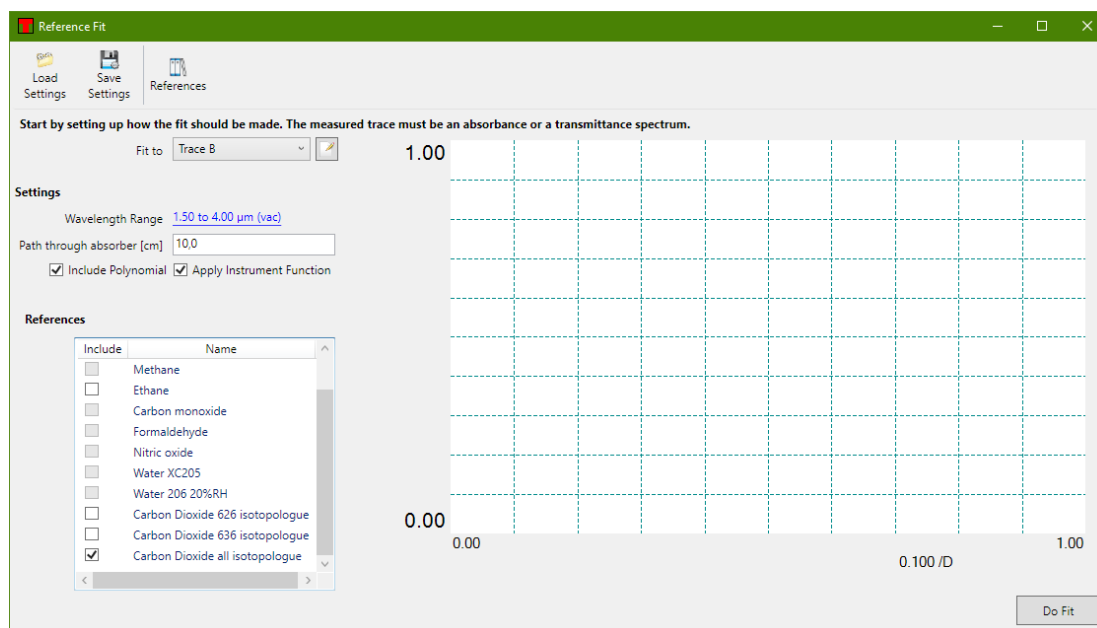 Reference Fit
Load Settings
Save Settings
References
Start by setting up how the fit should be made. The measured trace must be an absorbance or a transmittance spectrum.
Fit to Trace B
Settings
Wavelength Range 1.50 to 4.00 µm (vac)
Path through absorber [cm] 10,0
Include Polynomial Apply Instrument Function
References
Include Name
Methane
Ethane
Carbon monoxide
Formaldehyde
Nitric oxide
Water XC205
Water 206 20%RH
Carbon Dioxide 626 isotopologue
Carbon Dioxide 636 isotopologue
Carbon Dioxide all isotopologue
1.00
0.00
0.00 1.00
0.100 /D
Do Fit